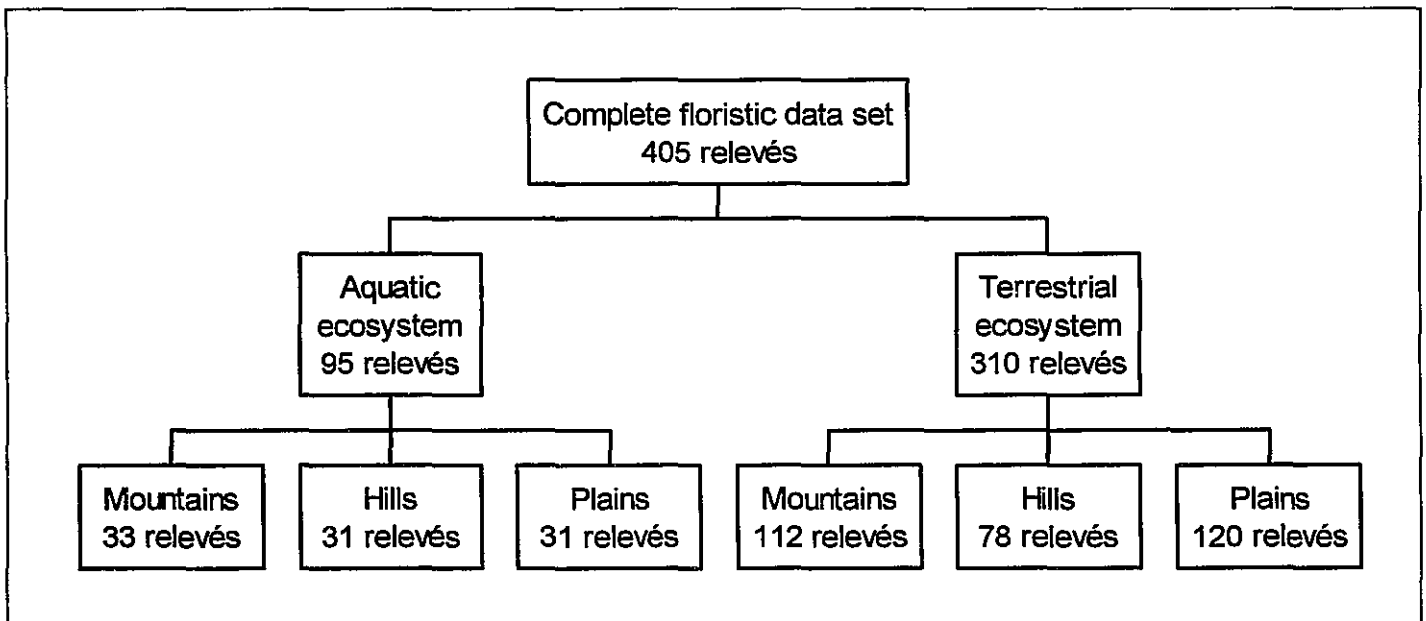 Complete floristic data set
405 relevés
Aquatic
ecosystem
95 relevés
Terrestrial
ecosystem
310 relevés
Mountains
33 relevés
Hills
31 relevés
Plains
31 relevés
Mountains
112 relevés
Hills
78 relevés
Plains
120 relevés